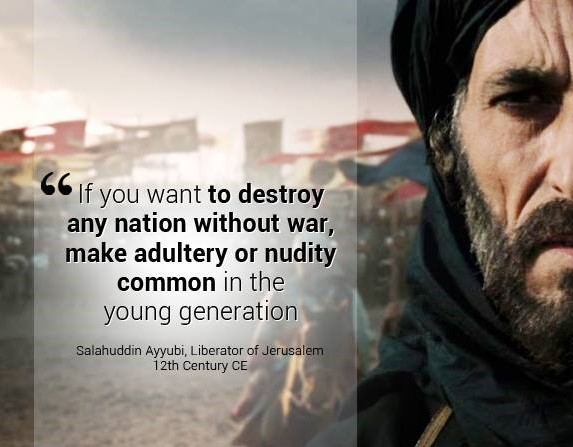 “ If you want to destroy
any nation without war,
make adultery or nudity
common in the
young generation
Salahuddin Ayyubi, Liberator of Jerusalem
12th Century CE